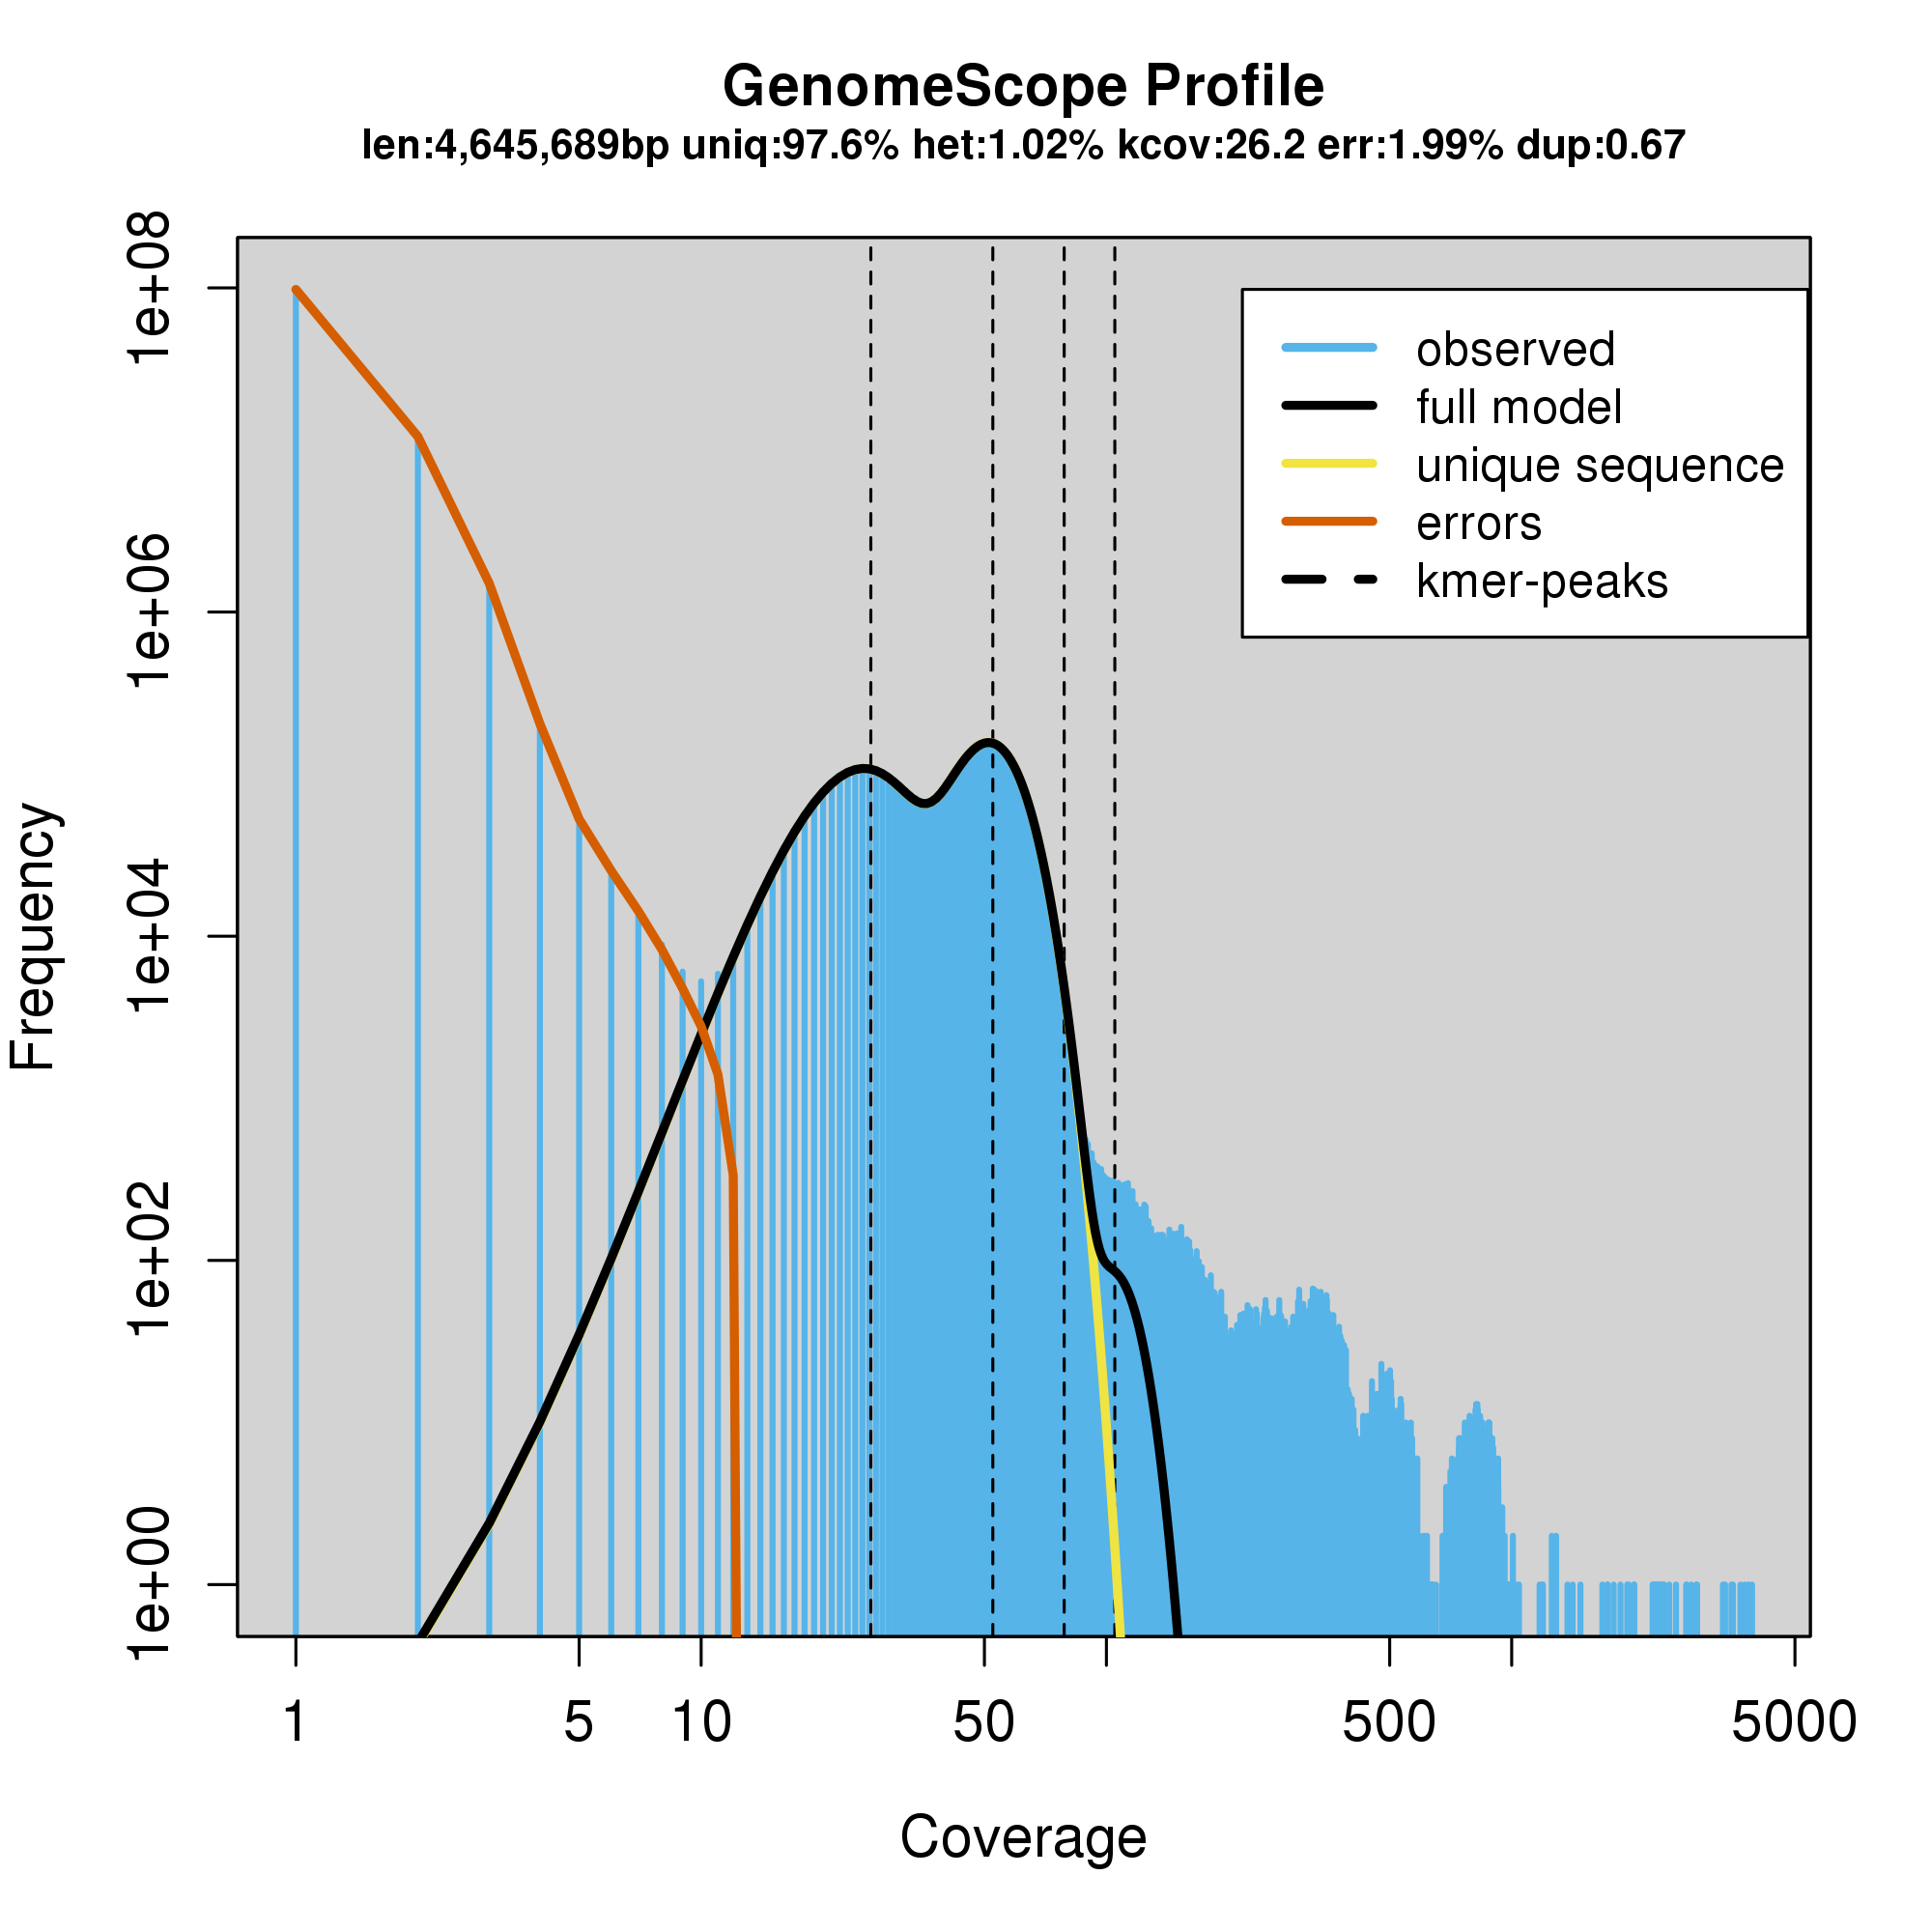 GenomeScope Profile
len:4,645,689bp uniq:97.6% het:1.02% kcov:26.2 err:1.99% dup:0.67
1e+08
1e+06
1e+04
1e+02
1e+00
Frequency
observed
full model
unique sequence
errors
kmer-peaks
1 5 10 50 500 5000
Coverage